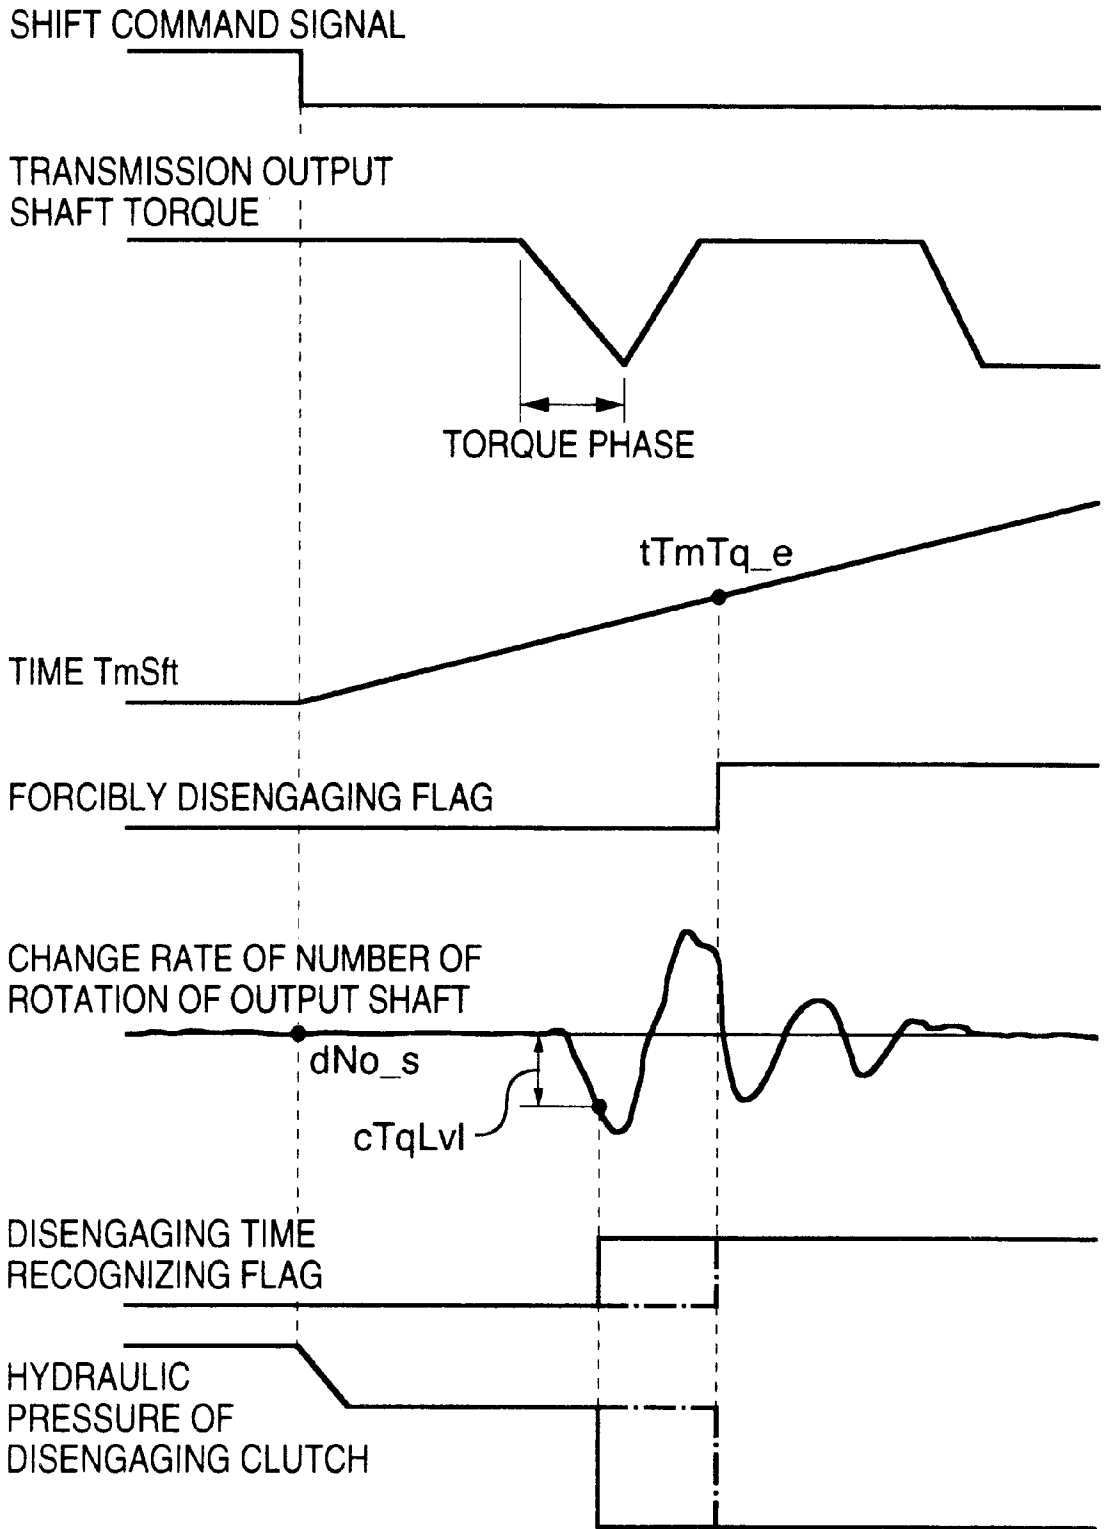 SHIFT COMMAND SIGNAL
TRANSMISSION OUTPUT
SHAFT TORQUE
TORQUE PHASE
tTmTq_e
TIME TmSft
FORCIBLY DISENGAGING FLAG
CHANGE RATE OF NUMBER OF
ROTATION OF OUTPUT SHAFT
dNo_s
cTqLvl
DISENGAGING TIME
RECOGNIZING FLAG
HYDRAULIC
PRESSURE OF
DISENGAGING CLUTCH